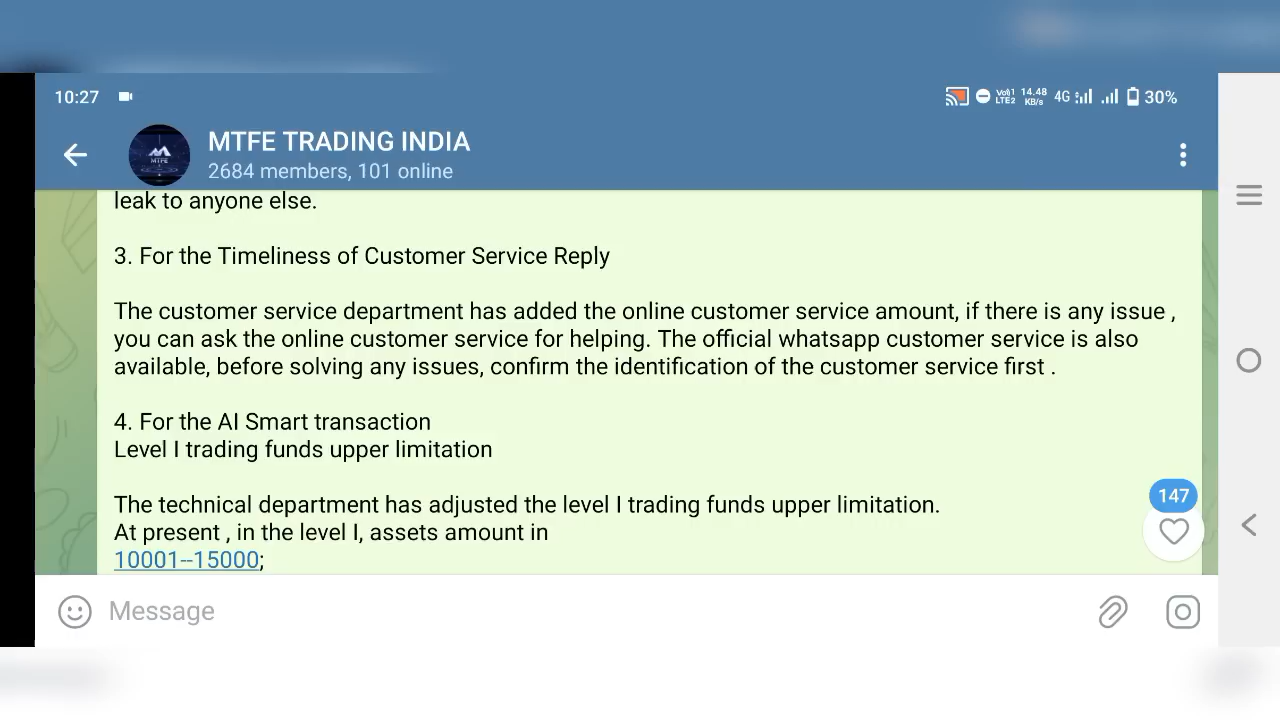 10:27
Vo)) 1
LTE2
14.48
KB/s
4G
30%
MTFE TRADING INDIA
2684 members, 101 online
MTFE
leak to anyone else.
3. For the Timeliness of Customer Service Reply
The customer service department has added the online customer service amount, if there is any issue ,
you can ask the online customer service for helping. The official whatsapp customer service is also
available, before solving any issues, confirm the identification of the customer service first .
4. For the AI Smart transaction
Level I trading funds upper limitation
The technical department has adjusted the level I trading funds upper limitation.
At present , in the level I, assets amount in
10001--15000;
147
Message